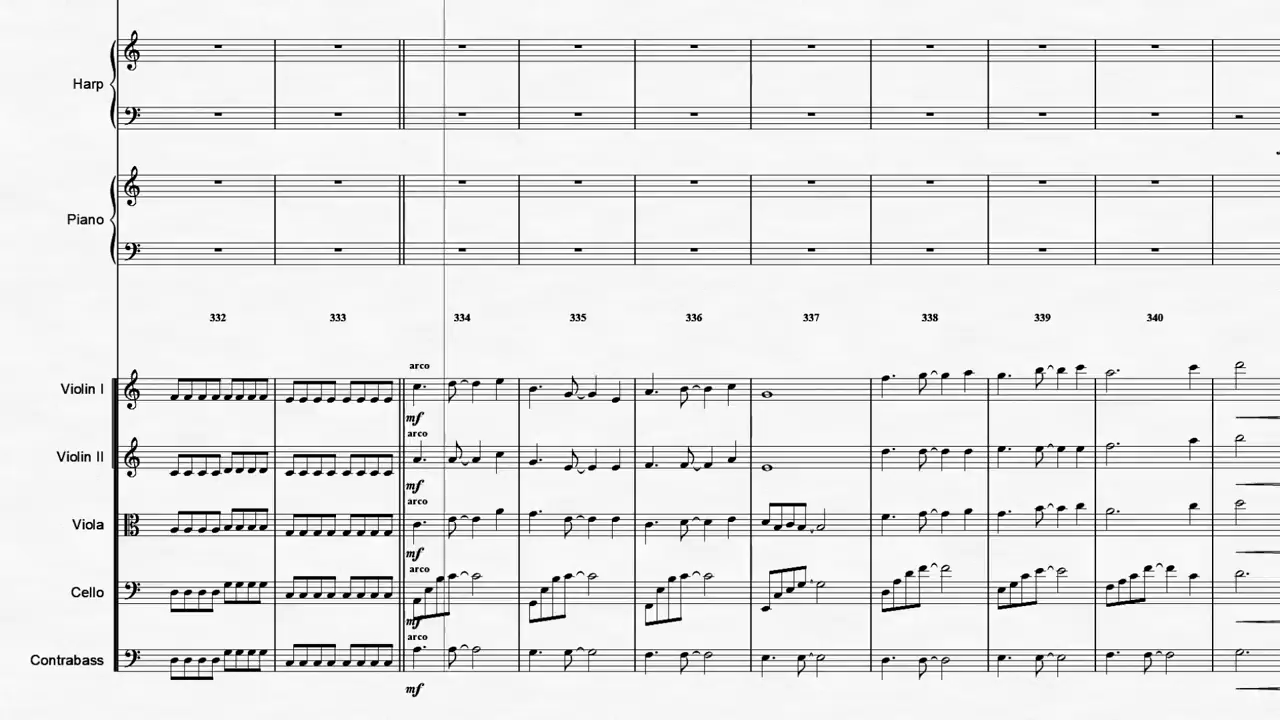 Harp
Piano
332 333 334 335 336 337 338 339 340
arco
Violin I
mf
arco
Violin II
mf
arco
Viola
mf
arco
Cello
mf
arco
Contrabass
mf